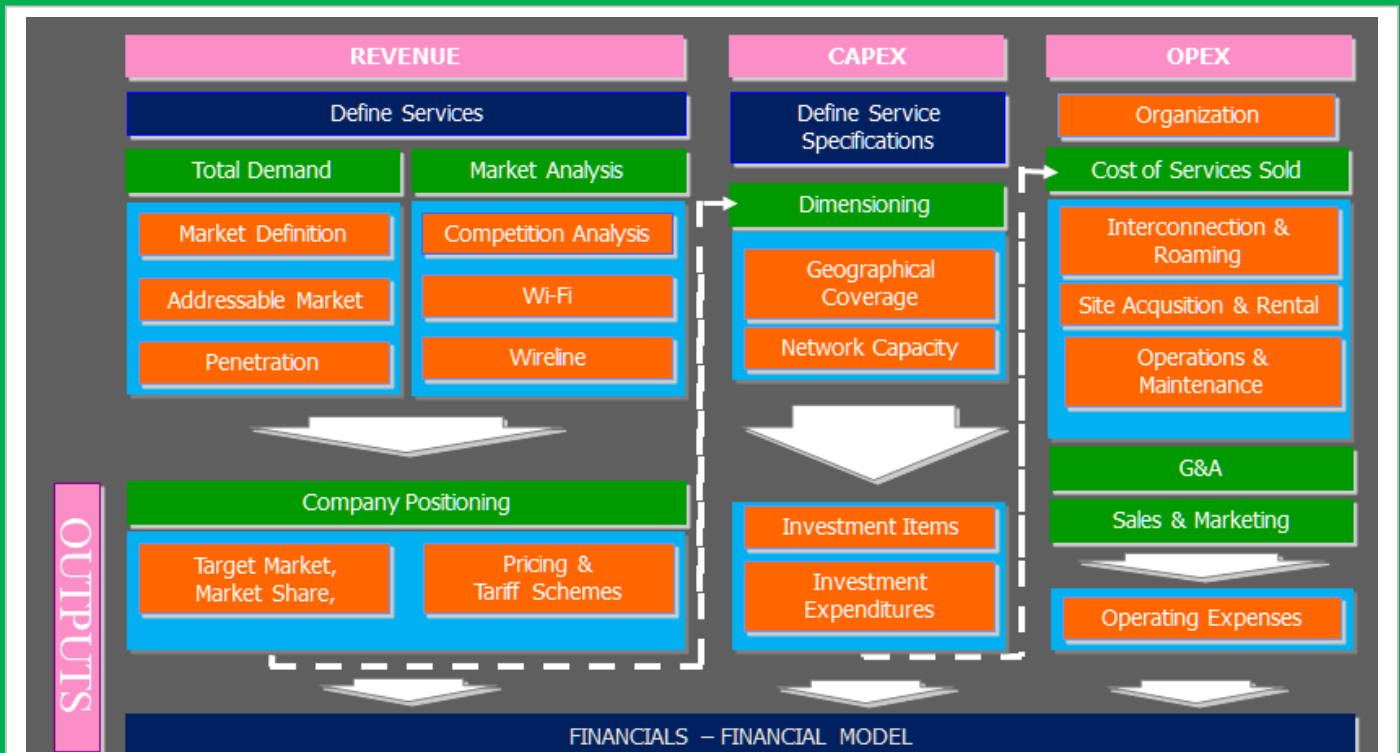 REVENUE
Define Services
Total Demand
Market Analysis
Market Definition
Addressable Market
Penetration
Competition Analysis
Wi-Fi
Wireline
Company Positioning
Target Market,
Market Share,
Pricing &
Tariff Schemes
CAPEX
Define Service
Specifications
Dimensioning
Geographical
Coverage
Network Capacity
Investment Items
Investment
Expenditures
OPEX
Organization
Cost of Services Sold
Interconnection &
Roaming
Site Acqusition & Rental
Operations &
Maintenance
G&A
Sales & Marketing
Operating Expenses
OUTPUTS
FINANCIALS – FINANCIAL MODEL